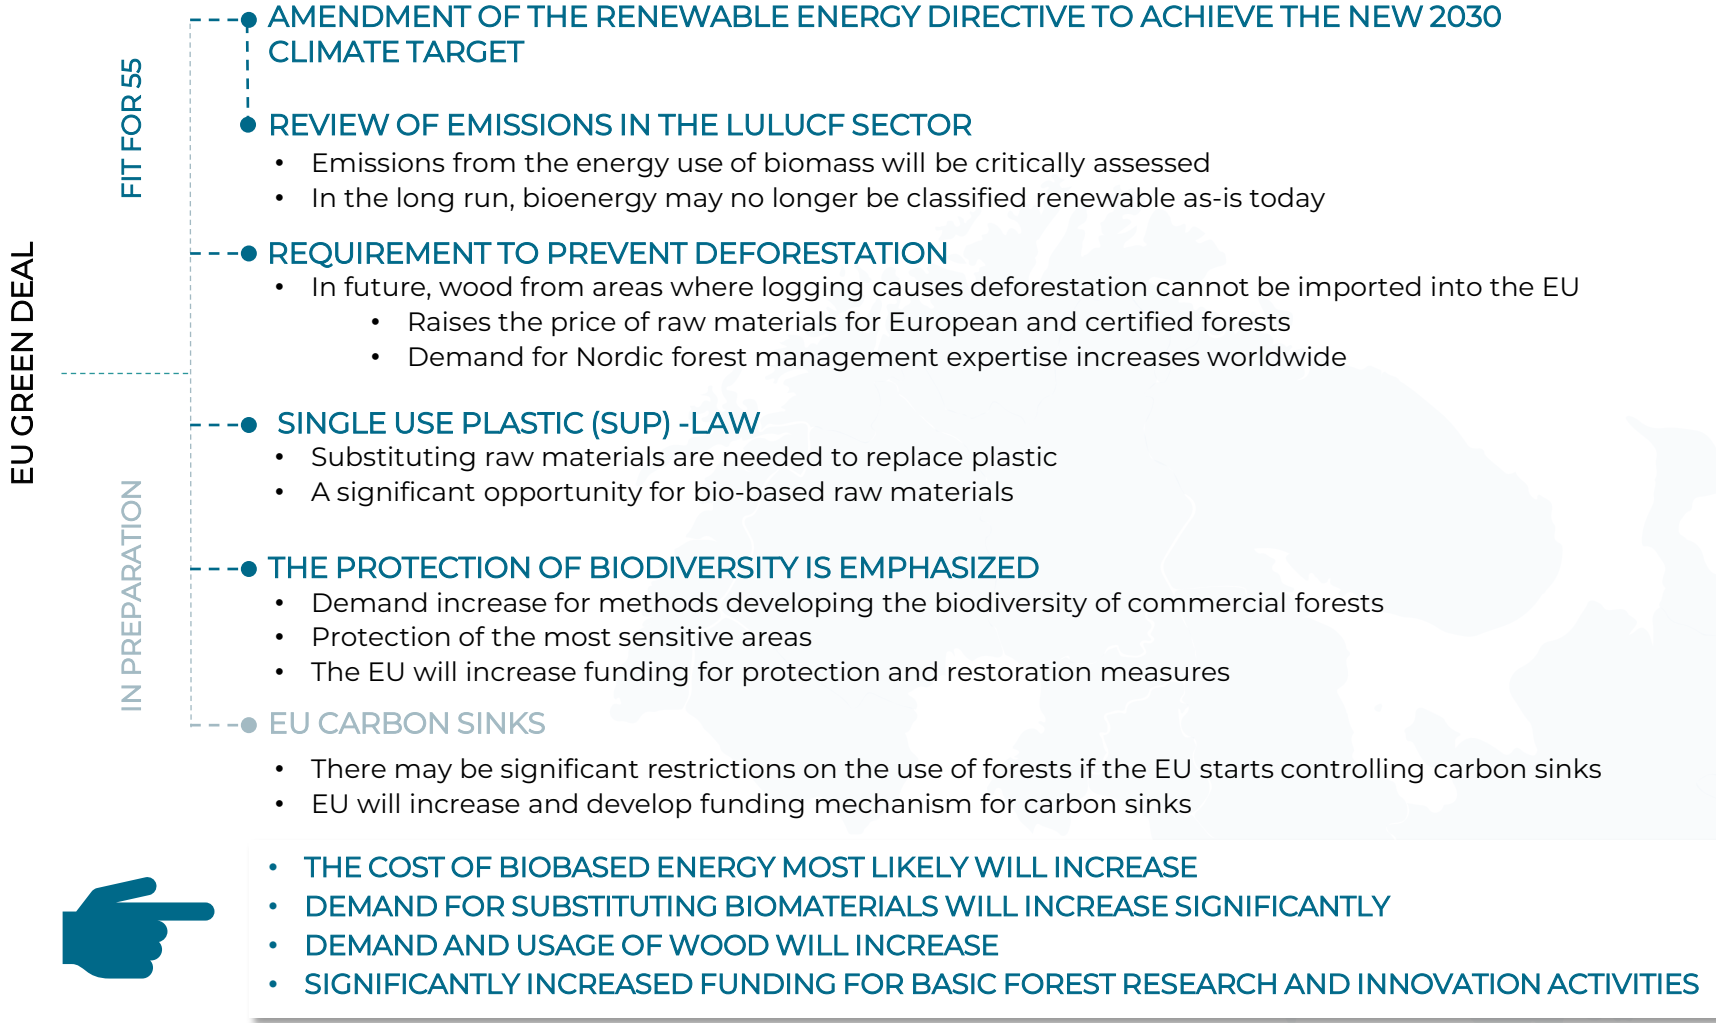 EU GREEN DEAL
FIT FOR 55
AMENDMENT OF THE RENEWABLE ENERGY DIRECTIVE TO ACHIEVE THE NEW 2030
CLIMATE TARGET
REVIEW OF EMISSIONS IN THE LULUCF SECTOR
• Emissions from the energy use of biomass will be critically assessed
• In the long run, bioenergy may no longer be classified renewable as-is today
REQUIREMENT TO PREVENT DEFORESTATION
• In future, wood from areas where logging causes deforestation cannot be imported into the EU
• Raises the price of raw materials for European and certified forests
• Demand for Nordic forest management expertise increases worldwide
IN PREPARATION
SINGLE USE PLASTIC (SUP) -LAW
• Substituting raw materials are needed to replace plastic
• A significant opportunity for bio-based raw materials
THE PROTECTION OF BIODIVERSITY IS EMPHASIZED
• Demand increase for methods developing the biodiversity of commercial forests
• Protection of the most sensitive areas
• The EU will increase funding for protection and restoration measures
EU CARBON SINKS
• There may be significant restrictions on the use of forests if the EU starts controlling carbon sinks
• EU will increase and develop funding mechanism for carbon sinks
• THE COST OF BIOBASED ENERGY MOST LIKELY WILL INCREASE
• DEMAND FOR SUBSTITUTING BIOMATERIALS WILL INCREASE SIGNIFICANTLY
• DEMAND AND USAGE OF WOOD WILL INCREASE
• SIGNIFICANTLY INCREASED FUNDING FOR BASIC FOREST RESEARCH AND INNOVATION ACTIVITIES